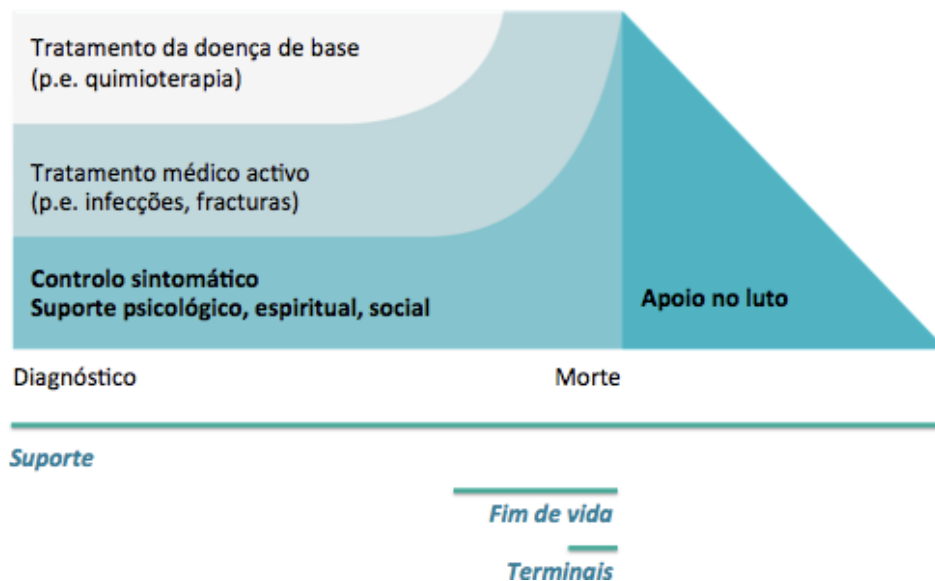 Tratamento da doença de base
(p.e. quimioterapia)
Tratamento médico activo
(p.e. infecções, fracturas)
Controlo sintomático
Suporte psicológico, espiritual, social
Apoio no luto
Diagnóstico
Morte
Suporte
Fim de vida
Terminais